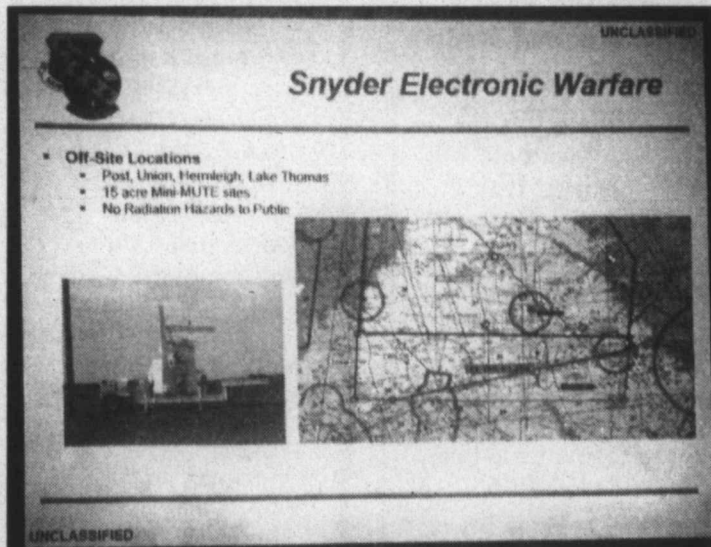 UNCLASSIFIED
Snyder Electronic Warfare
▪ Off-Site Locations
▪ Post, Union, Hermleigh, Lake Thomas
▪ 15 acre Mini-MUTE sites
▪ No Radiation Hazards to Public
UNCLASSIFIED